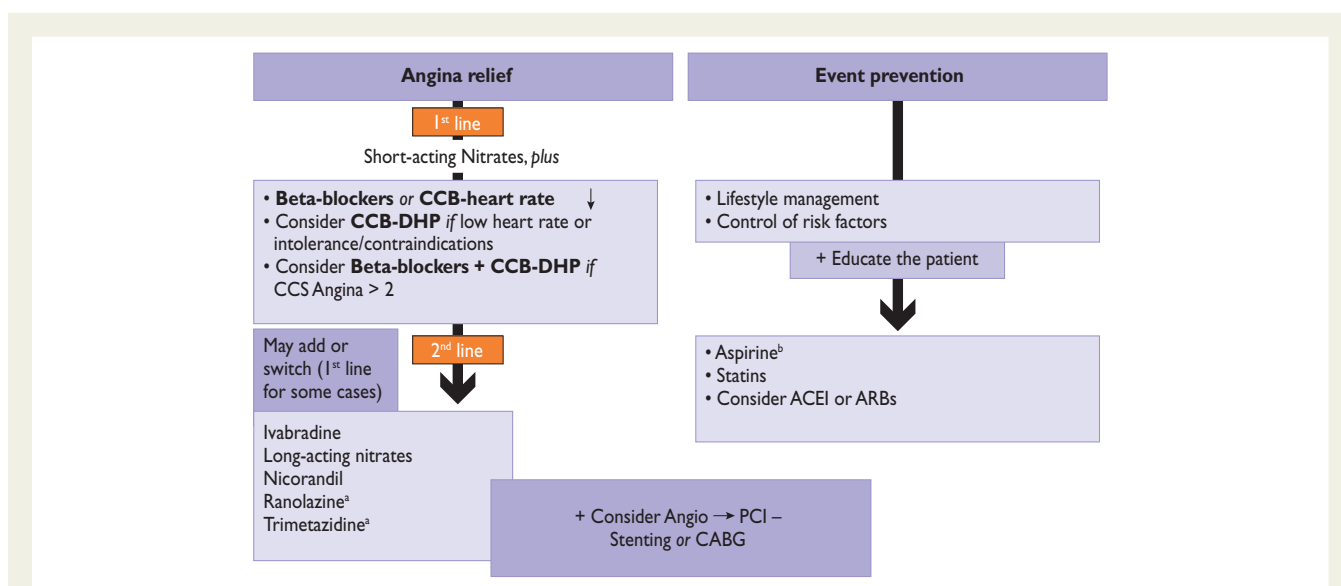 Angina relief
1st line
Short-acting Nitrates, plus
• Beta-blockers or CCB-heart rate ↓
• Consider CCB-DHP if low heart rate or
intolerance/contraindications
• Consider Beta-blockers + CCB-DHP if
CCS Angina > 2
May add or
switch (1st line
for some cases)
2nd line
Ivabradine
Long-acting nitrates
Nicorandil
Ranolazineª
Trimetazidineª
+ Consider Angio → PCI –
Stenting or CABG
Event prevention
• Lifestyle management
• Control of risk factors
+ Educate the patient
• Aspirineᵇ
• Statins
• Consider ACEI or ARBs